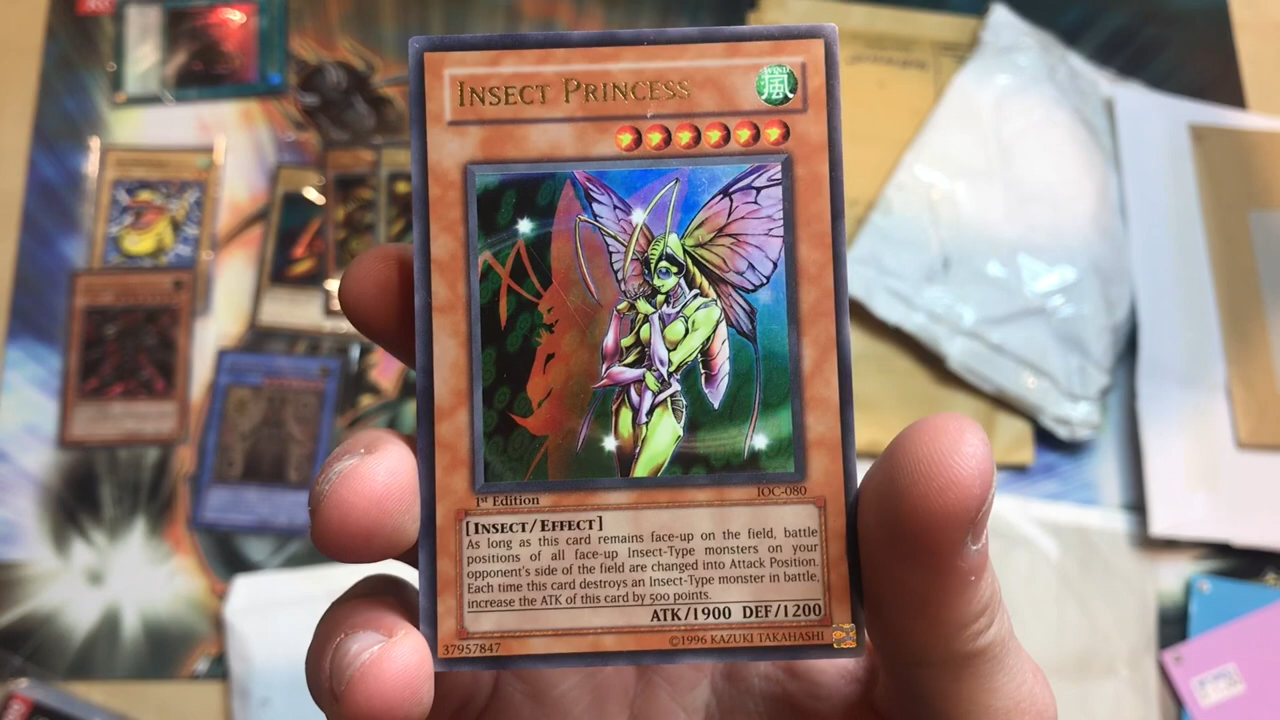 INSECT PRINCESS
WIND
風
1st Edition
IOC-080
[INSECT/EFFECT]
As long as this card remains face-up on the field, battle
positions of all face-up Insect-Type monsters on your
opponent's side of the field are changed into Attack Position.
Each time this card destroys an Insect-Type monster in battle,
increase the ATK of this card by 500 points.
ATK/1900 DEF/1200
37957847
©1996 KAZUKI TAKAHASHI